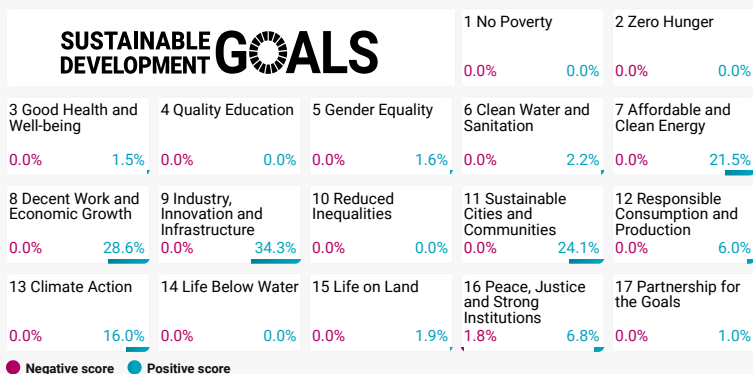 SUSTAINABLE
DEVELOPMENT
GOALS
1 No Poverty
0.0% 0.0%
2 Zero Hunger
0.0% 0.0%
3 Good Health and
Well-being
0.0% 1.5%
4 Quality Education
0.0% 0.0%
5 Gender Equality
0.0% 1.6%
6 Clean Water and
Sanitation
0.0% 2.2%
7 Affordable and
Clean Energy
0.0% 21.5%
8 Decent Work and
Economic Growth
0.0% 28.6%
9 Industry,
Innovation and
Infrastructure
0.0% 34.3%
10 Reduced
Inequalities
0.0% 0.0%
11 Sustainable
Cities and
Communities
0.0% 24.1%
12 Responsible
Consumption and
Production
0.0% 6.0%
13 Climate Action
0.0% 16.0%
14 Life Below Water
0.0% 0.0%
15 Life on Land
0.0% 1.9%
16 Peace, Justice
and Strong
Institutions
1.8% 6.8%
17 Partnership for
the Goals
0.0% 1.0%
Negative score Positive score